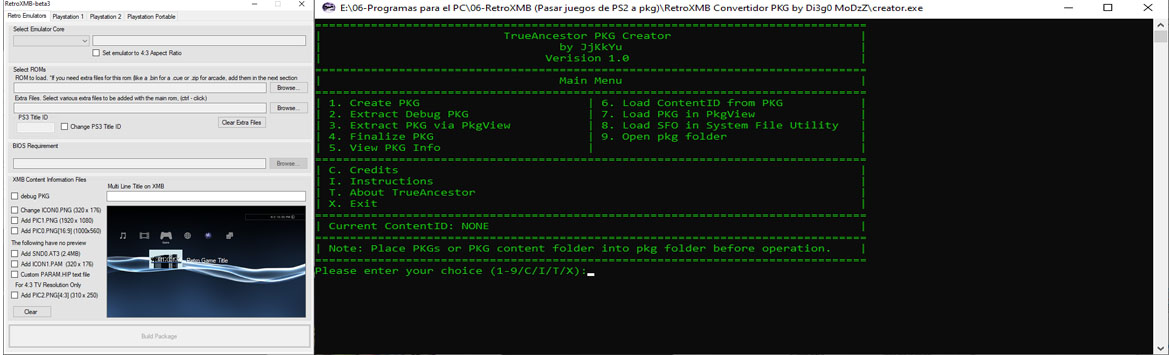 RetroXMB-beta3
Retro Emulators
Playstation 1
Playstation 2
Playstation Portable
Select Emulator Core
Set emulator to 4:3 Aspect Ratio
Select ROMs
ROM to load. *If you need extra files for this rom (like a .bin for a .cue or .zip for arcade, add them in the next section
Browse...
Extra Files. Select various extra files to be added with the main rom, (ctrl - click)
Browse...
PS3 Title ID
Change PS3 Title ID
Clear Extra Files
BIOS Requirement
Browse...
XMB Content Information Files
debug PKG
Multi Line Title on XMB
Change ICON0.PNG (320 x 176)
Add PIC1.PNG (1920 x 1080)
Add PIC0.PNG[16:9] (1000x560)
The following have no preview
Add SND0.AT3 (2.4MB)
Add ICON1.PAM (320 x 176)
Custom PARAM.HIP text file
For 4:3 TV Resolution Only
Add PIC2.PNG[4:3] (310 x 250)
Clear
Retro Game Title
Build Package
E:\06-Programas para el PC\06-RetroXMB (Pasar juegos de PS2 a pkg)\RetroXMB Convertidor PKG by Di3g0 MoDzZ\creator.exe
TrueAncestor PKG Creator
by JjKkYu
Verision 1.0
Main Menu
1. Create PKG
2. Extract Debug PKG
3. Extract PKG via PkgView
4. Finalize PKG
5. View PKG Info
6. Load ContentID from PKG
7. Load PKG in PkgView
8. Load SFO in System File Utility
9. Open pkg folder
C. Credits
I. Instructions
T. About TrueAncestor
X. Exit
Current ContentID: NONE
Note: Place PKGs or PKG content folder into pkg folder before operation.
Please enter your choice (1-9/C/I/T/X):